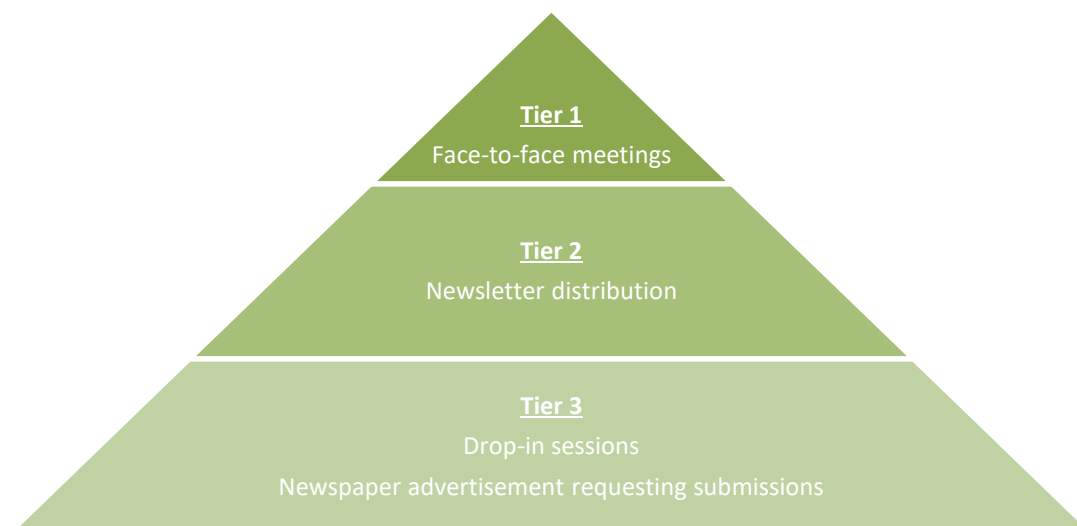 Tier 1
Face-to-face meetings
Tier 2
Newsletter distribution
Tier 3
Drop-in sessions
Newspaper advertisement requesting submissions